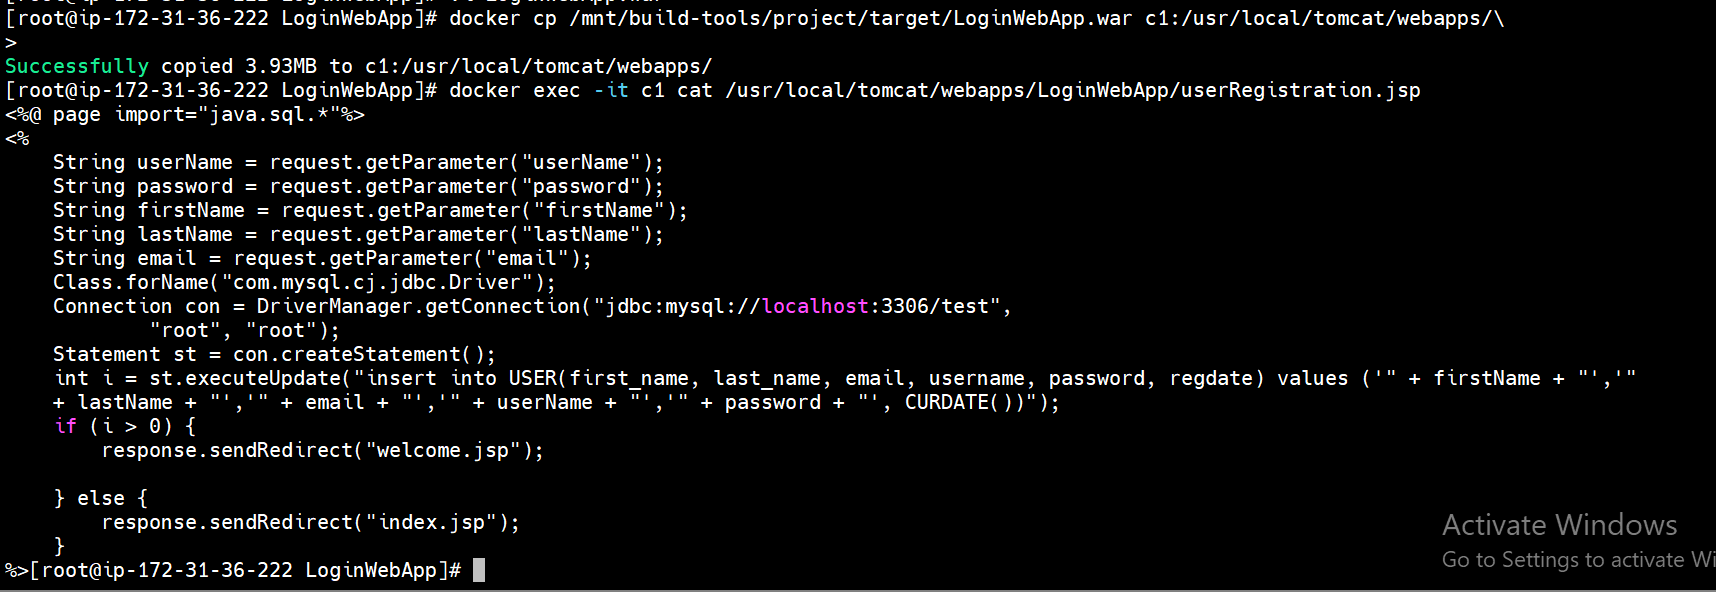 [root@ip-172-31-36-222 LoginWebApp]# docker cp /mnt/build-tools/project/target/LoginWebApp.war c1:/usr/local/tomcat/webapps/\
>
Successfully copied 3.93MB to c1:/usr/local/tomcat/webapps/
[root@ip-172-31-36-222 LoginWebApp]# docker exec -it c1 cat /usr/local/tomcat/webapps/LoginWebApp/userRegistration.jsp
<%@ page import="java.sql.*"%>
<%
    String userName = request.getParameter("userName");
    String password = request.getParameter("password");
    String firstName = request.getParameter("firstName");
    String lastName = request.getParameter("lastName");
    String email = request.getParameter("email");
    Class.forName("com.mysql.cj.jdbc.Driver");
    Connection con = DriverManager.getConnection("jdbc:mysql://localhost:3306/test",
            "root", "root");
    Statement st = con.createStatement();
    int i = st.executeUpdate("insert into USER(first_name, last_name, email, username, password, regdate) values ('" + firstName + "','"
    + lastName + "','" + email + "','" + userName + "','" + password + "', CURDATE())");
    if (i > 0) {
        response.sendRedirect("welcome.jsp");
    } else {
        response.sendRedirect("index.jsp");
    }
%>[root@ip-172-31-36-222 LoginWebApp]#
Activate Windows
Go to Settings to activate Wi